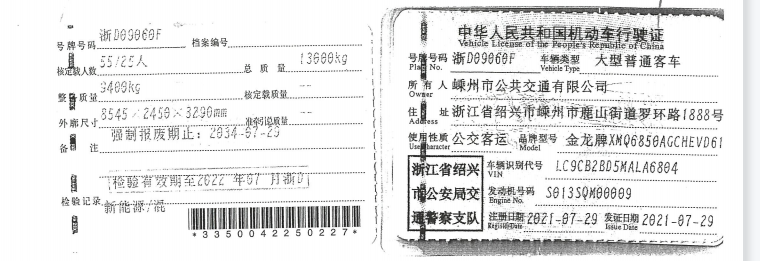 号牌号码 浙D09060F 档案编号
核定载人数 55/25人 总质量 13600kg
整备质量 9400kg 核定载质量
外廓尺寸 8545×2450×3200mm 准牵引总质量
强制报废期止: 2034-07-29
备注
检验有效期至2022年07月浙D
检验记录 新能源/混
*3350042250227*
中华人民共和国机动车行驶证
Vehicle License of the People's Republic of China
号牌号码 浙D09060F 车辆类型 大型普通客车
Plate No. Vehicle Type
所有人 嵊州市公共交通有限公司
Owner
住址 浙江省绍兴市嵊州市鹿山街道罗环路1888号
Address
使用性质 公交客运 品牌型号 金龙牌XMQ6850AGCHEVD61
Use Character Model
浙江省绍兴市公安局交通警察支队
车辆识别代号 LC9CB2BD5MALA6804
VIN
发动机号码 S013SQM00009
Engine No.
注册日期 2021-07-29 发证日期 2021-07-29
Register Date Issue Date